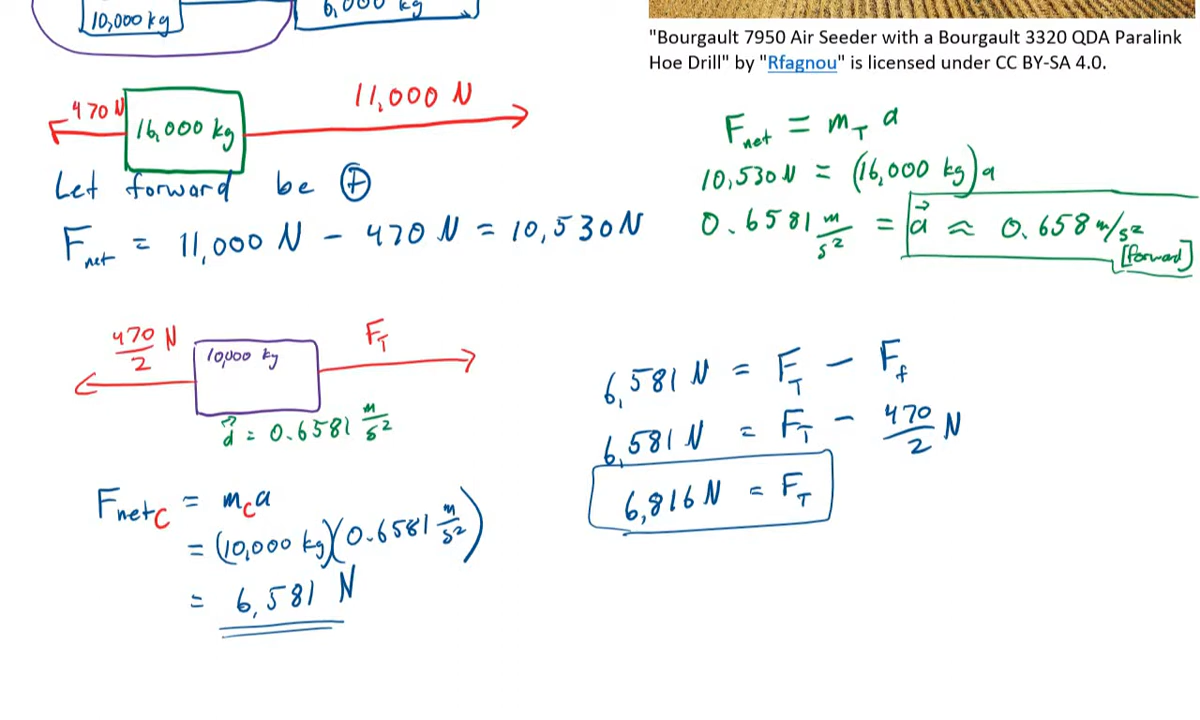 10,000 kg
6,000 kg
"Bourgault 7950 Air Seeder with a Bourgault 3320 QDA Paralink
Hoe Drill" by "Rfagnou" is licensed under CC BY-SA 4.0.
470 N
16,000 kg
11,000 N
Let forward be ⊕
F_net = 11,000 N - 470 N = 10,530 N
F_net = m_T a
10,530 N = (16,000 kg) a
0.6581 m/s² = a⃗ ≈ 0.658 m/s²
[forward]
470/2 N
10,000 kg
F_T
a⃗ = 0.6581 m/s²
F_netC = m_C a
= (10,000 kg)(0.6581 m/s²)
= 6,581 N
6,581 N = F_T - F_f
6,581 N = F_T - 470/2 N
6,816 N = F_T